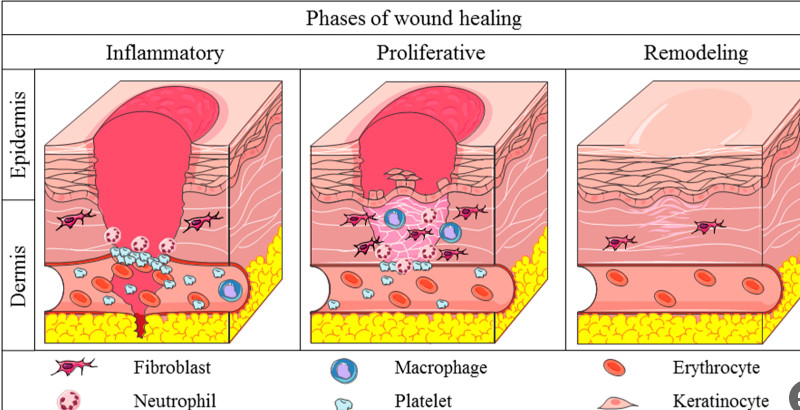 Phases of wound healing
Inflammatory Proliferative Remodeling
Epidermis
Dermis
Fibroblast Macrophage Erythrocyte
Neutrophil Platelet Keratinocyte